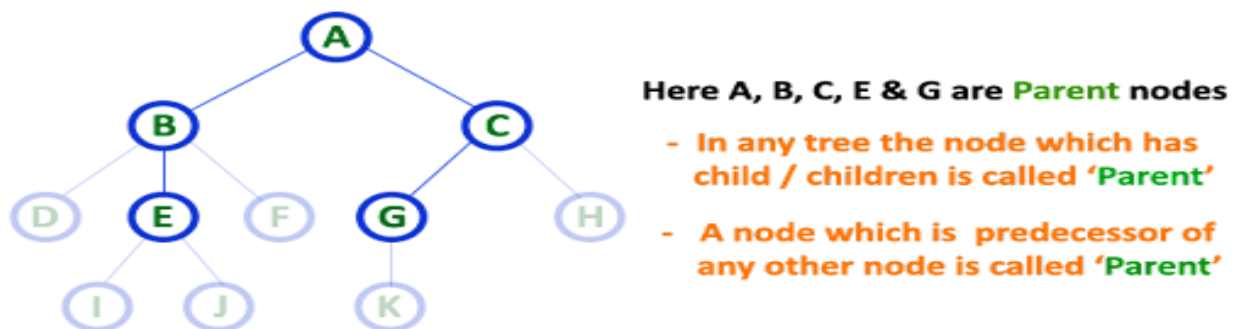 A
B C
D E F G H
I J K
Here A, B, C, E & G are Parent nodes
- In any tree the node which has
child / children is called ‘Parent’
- A node which is predecessor of
any other node is called ‘Parent’